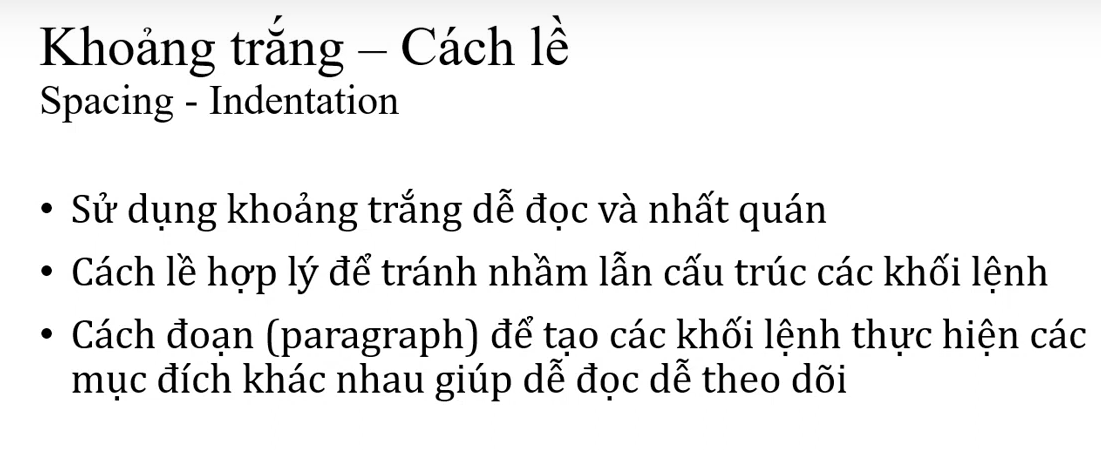 Khoảng trắng – Cách lề
Spacing - Indentation
• Sử dụng khoảng trắng dễ đọc và nhất quán
• Cách lề hợp lý để tránh nhầm lẫn cấu trúc các khối lệnh
• Cách đoạn (paragraph) để tạo các khối lệnh thực hiện các
mục đích khác nhau giúp dễ đọc dễ theo dõi